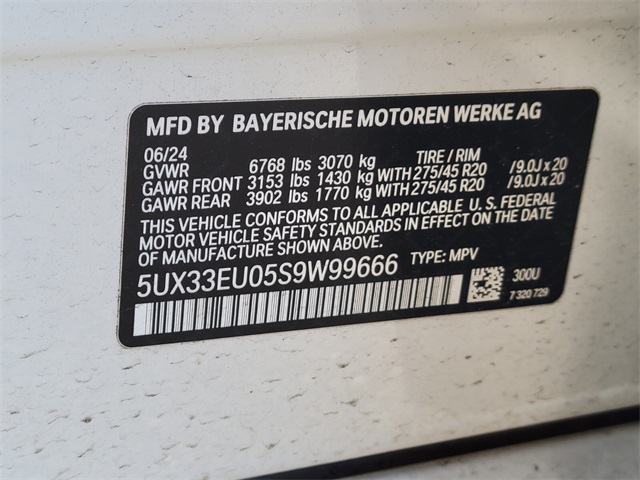 MFD BY BAYERISCHE MOTOREN WERKE AG
06/24 TIRE / RIM
GVWR 6768 lbs 3070 kg
GAWR FRONT 3153 lbs 1430 kg WITH 275/45 R20 /9.0J x 20
GAWR REAR 3902 lbs 1770 kg WITH 275/45 R20 /9.0J x 20
THIS VEHICLE CONFORMS TO ALL APPLICABLE U. S. FEDERAL
MOTOR VEHICLE SAFETY STANDARDS IN EFFECT ON THE DATE
OF MANUFACTURE SHOWN ABOVE.
5UX33EU05S9W99666 TYPE: MPV
300U
7 320 729